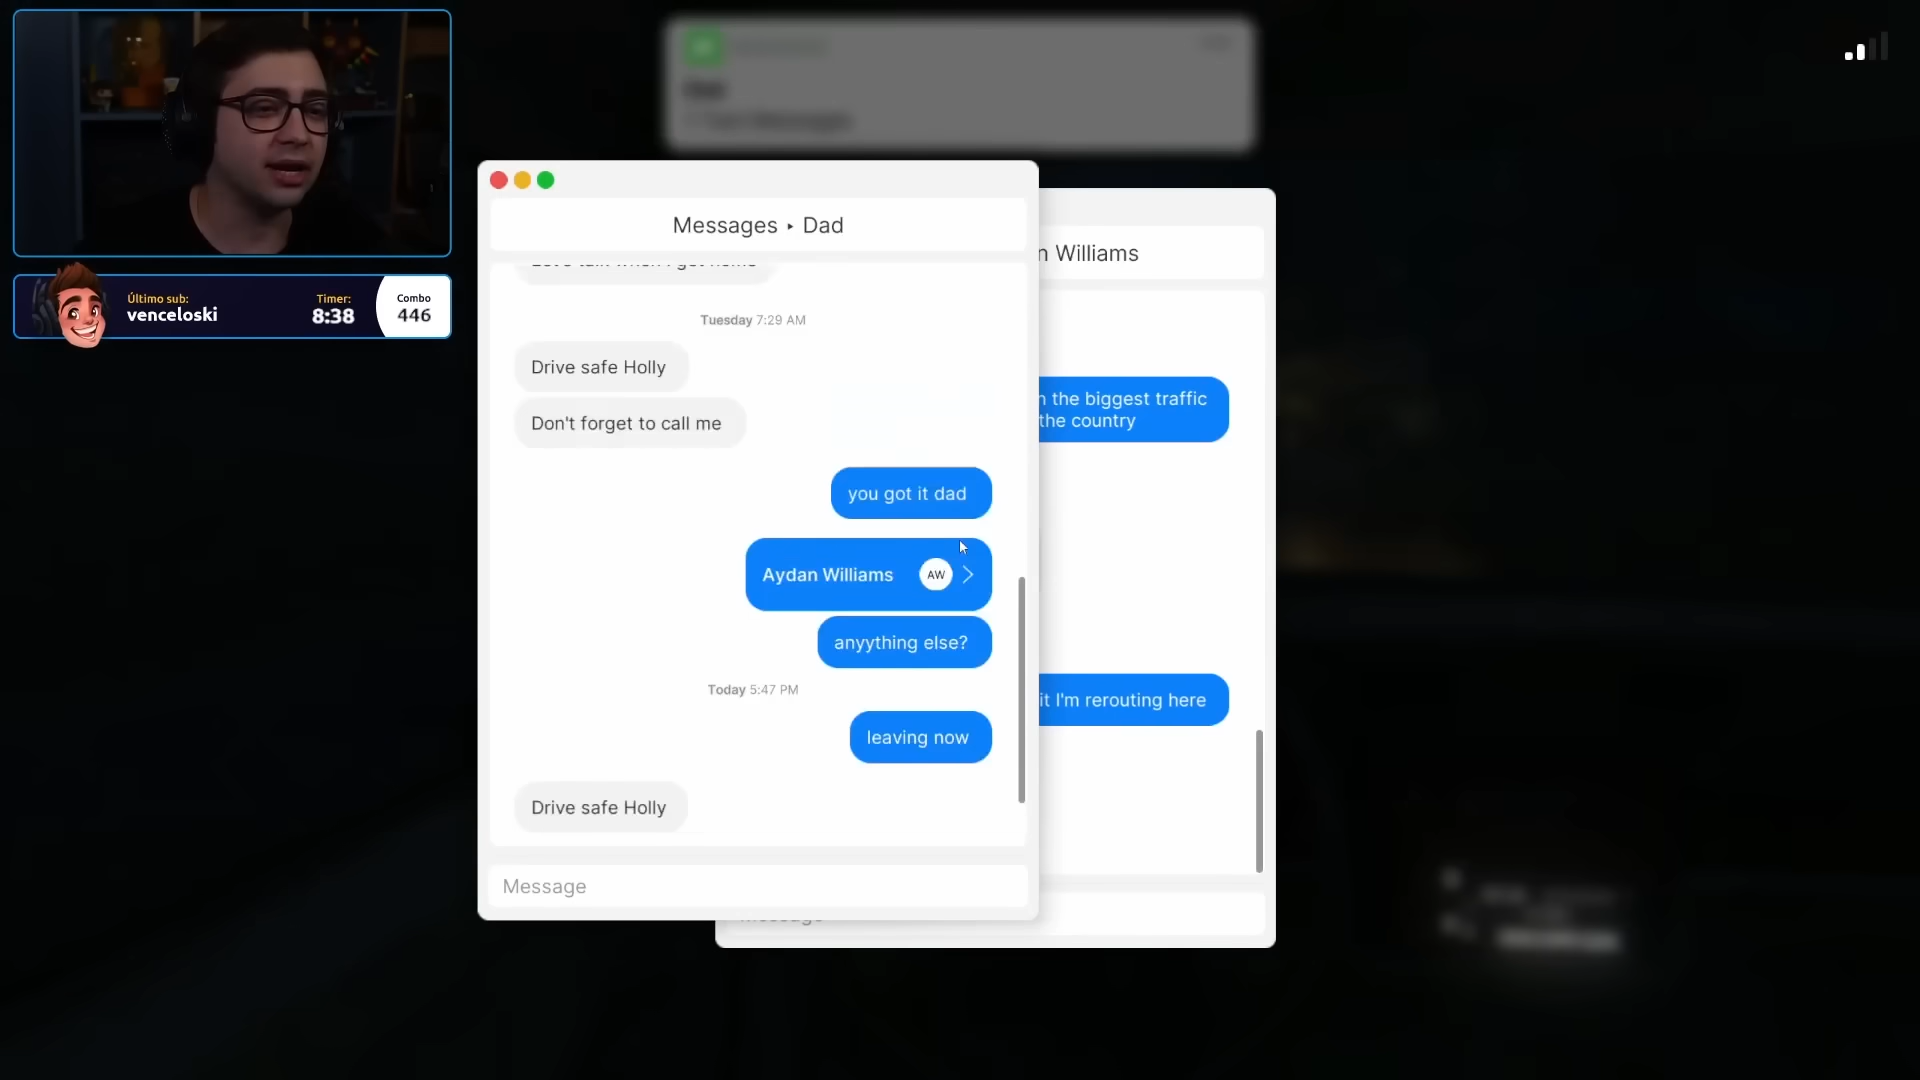 Último sub:
venceloski
Timer:
8:38
Combo
446
Messages ▸ Dad
Tuesday 7:29 AM
Drive safe Holly
Don't forget to call me
you got it dad
Aydan Williams AW
anyything else?
Today 5:47 PM
leaving now
Drive safe Holly
Message
n Williams
the biggest traffic
the country
it I'm rerouting here